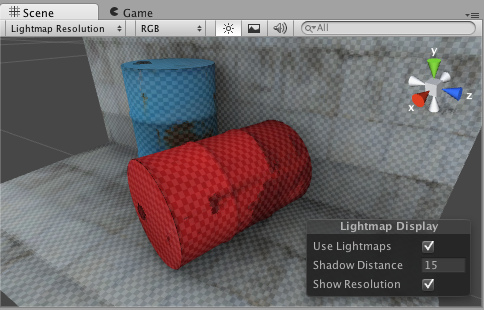 Scene Game
Lightmap Resolution RGB All
y
z
x
Lightmap Display
Use Lightmaps
Shadow Distance 15
Show Resolution